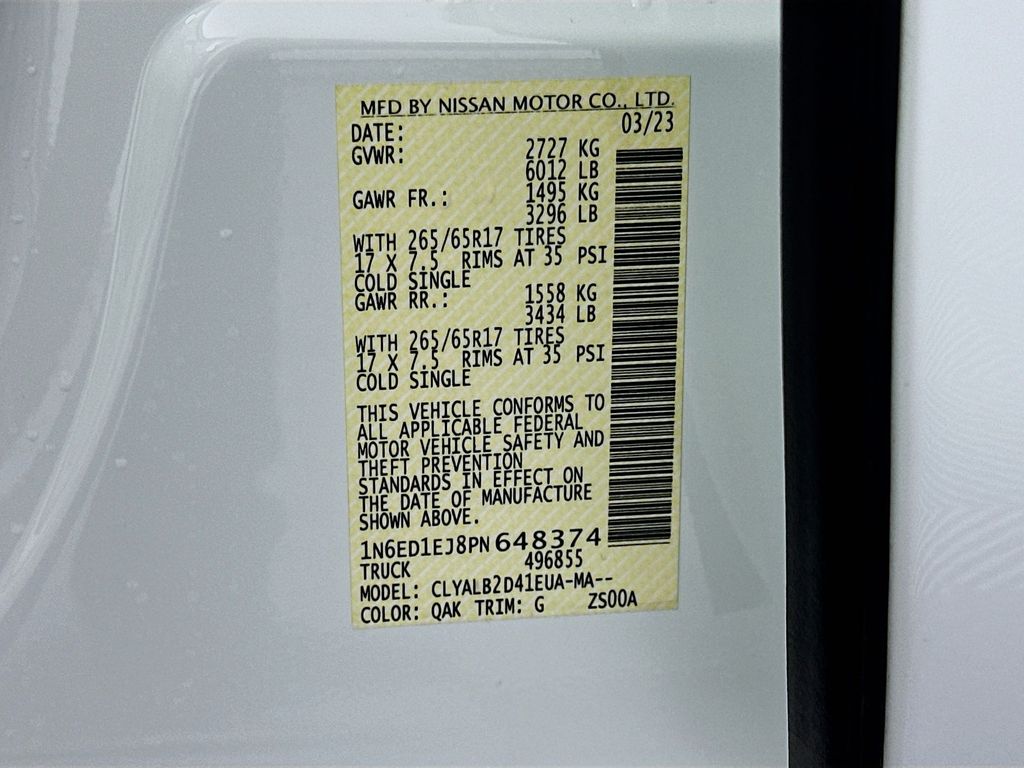 MFD BY NISSAN MOTOR CO., LTD.
DATE: 03/23
GVWR: 2727 KG
6012 LB
GAWR FR.: 1495 KG
3296 LB
WITH 265/65R17 TIRES
17 X 7.5 RIMS AT 35 PSI
COLD SINGLE
GAWR RR.: 1558 KG
3434 LB
WITH 265/65R17 TIRES
17 X 7.5 RIMS AT 35 PSI
COLD SINGLE
THIS VEHICLE CONFORMS TO
ALL APPLICABLE FEDERAL
MOTOR VEHICLE SAFETY AND
THEFT PREVENTION
STANDARDS IN EFFECT ON
THE DATE OF MANUFACTURE
SHOWN ABOVE.
1N6ED1EJ8PN 648374
TRUCK 496855
MODEL: CLYALB2D41EUA-MA--
COLOR: QAK TRIM: G ZS00A